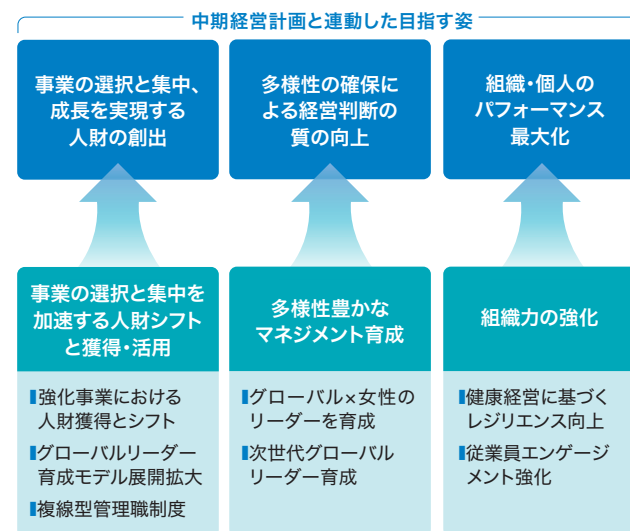 中期経営計画と連動した目指す姿
事業の選択と集中、
成長を実現する
人財の創出
多様性の確保に
よる経営判断の
質の向上
組織・個人の
パフォーマンス
最大化
事業の選択と集中を
加速する人財シフト
と獲得・活用
多様性豊かな
マネジメント育成
組織力の強化
強化事業における
人財獲得とシフト
グローバルリーダー
育成モデル展開拡大
複線型管理職制度
グローバル×女性の
リーダーを育成
次世代グローバル
リーダー育成
健康経営に基づく
レジリエンス向上
従業員エンゲージ
メント強化